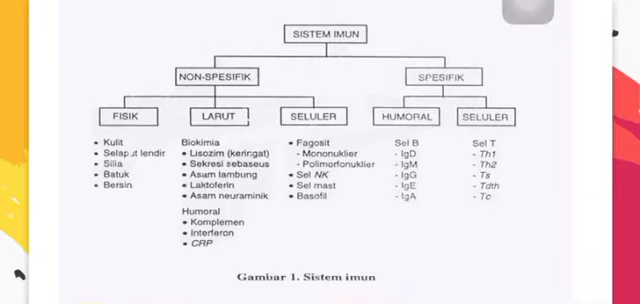 SISTEM IMUN
NON-SPESIFIK
SPESIFIK
FISIK
LARUT
SELULER
HUMORAL
SELULER
• Kulit
• Selaput lendir
• Silia
• Batuk
• Bersin
Biokimia
• Lisozim (keringat)
• Sekresi sebaseus
• Asam lambung
• Laktoferin
• Asam neuraminik
Humoral
• Komplemen
• Interferon
• CRP
• Fagosit
- Mononuklier
- Polimorfonuklier
• Sel NK
• Sel mast
• Basofil
Sel B
- IgD
- IgM
- IgG
- IgE
- IgA
Sel T
- Th1
- Th2
- Ts
- Tdth
- Tc
Gambar 1. Sistem imun